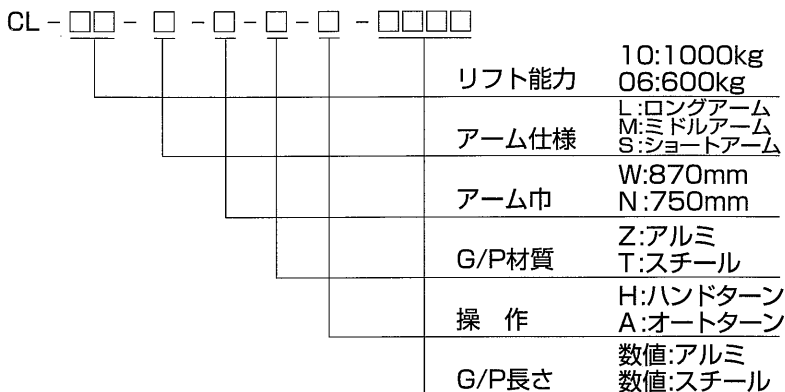 CL-□□-□-□-□-□-□□□□
リフト能力
10:1000kg
06:600kg
アーム仕様
L:ロングアーム
M:ミドルアーム
S:ショートアーム
アーム巾
W:870mm
N:750mm
G/P材質
Z:アルミ
T:スチール
操 作
H:ハンドターン
A:オートターン
G/P長さ
数値:アルミ
数値:スチール